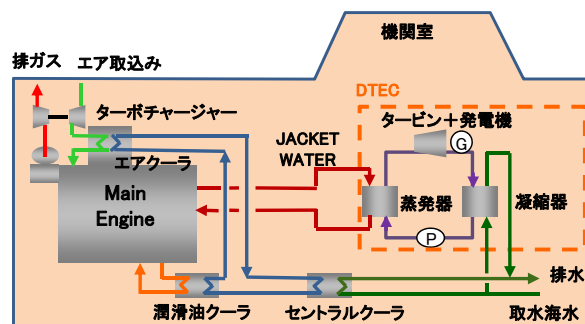 機関室
排ガス
エア取込み
DTEC
ターボチャージャー
タービン＋発電機
JACKET
WATER
G
エアクーラ
Main
Engine
蒸発器
凝縮器
P
排水
潤滑油クーラ
セントラルクーラ
取水海水